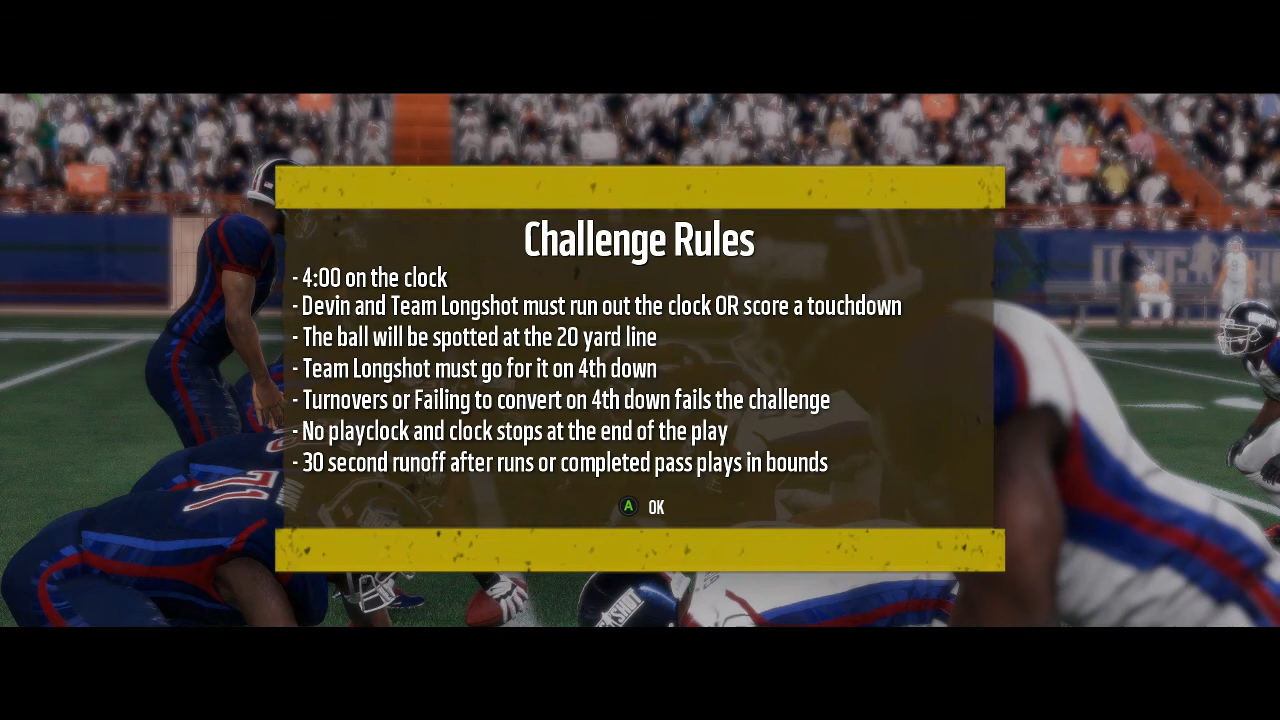 Challenge Rules
- 4:00 on the clock
- Devin and Team Longshot must run out the clock OR score a touchdown
- The ball will be spotted at the 20 yard line
- Team Longshot must go for it on 4th down
- Turnovers or Failing to convert on 4th down fails the challenge
- No playclock and clock stops at the end of the play
- 30 second runoff after runs or completed pass plays in bounds
A OK
71